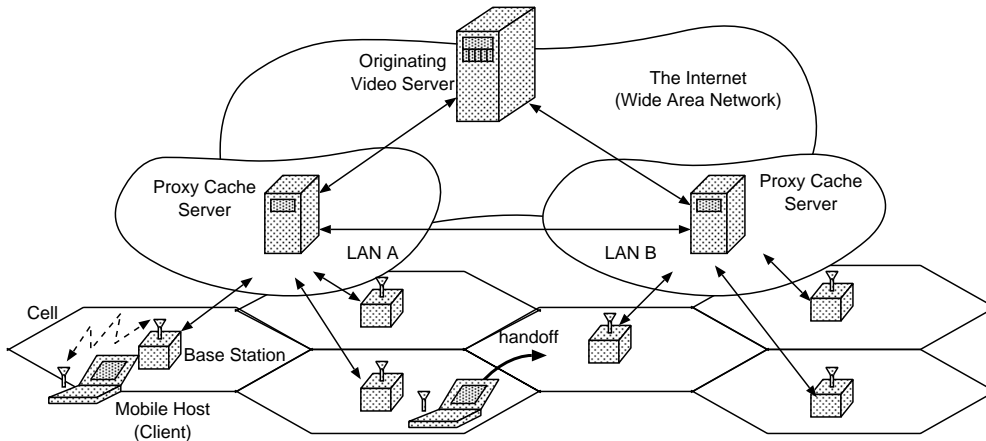 Originating
Video Server
The Internet
(Wide Area Network)
Proxy Cache
Server
Proxy Cache
Server
LAN A
LAN B
Cell
handoff
Base Station
Mobile Host
(Client)